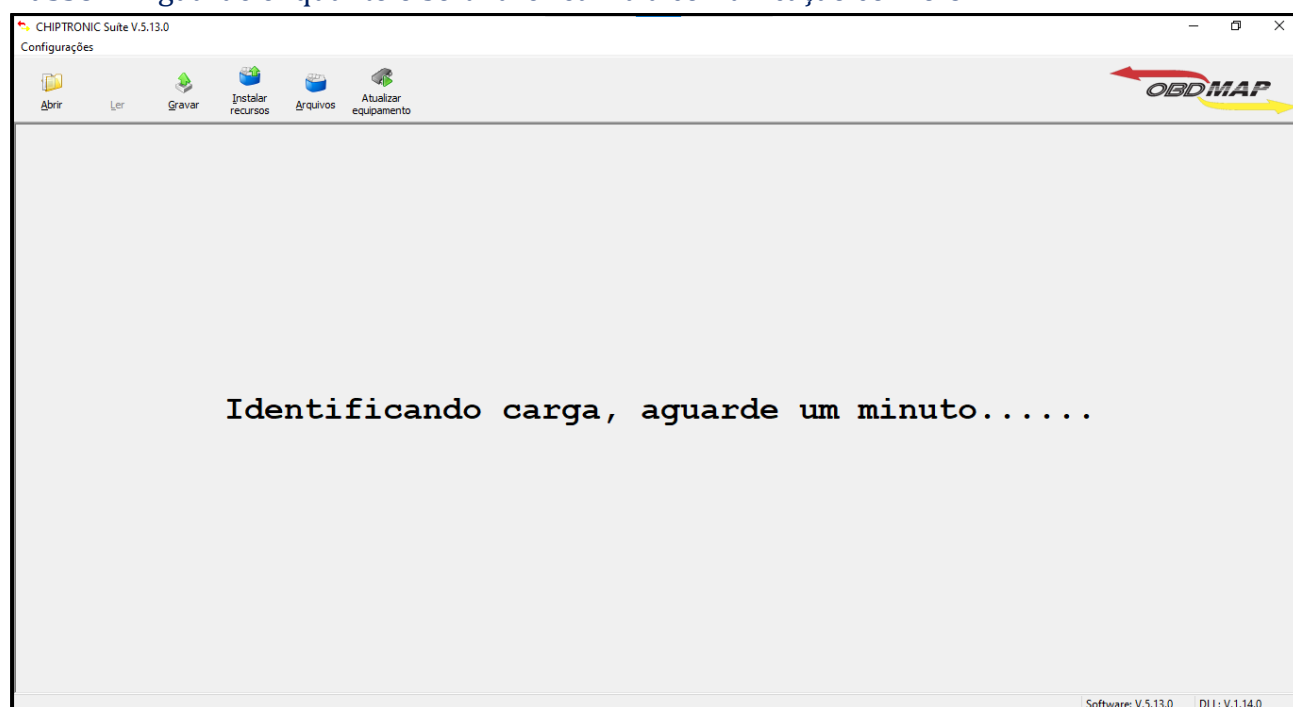 CHIPTRONIC Suíte V.5.13.0
Configurações
Abrir
Ler
Gravar
Instalar
recursos
Arquivos
Atualizar
equipamento
OBDMAP
Identificando carga, aguarde um minuto......
Software: V.5.13.0 DLL: V.1.14.0